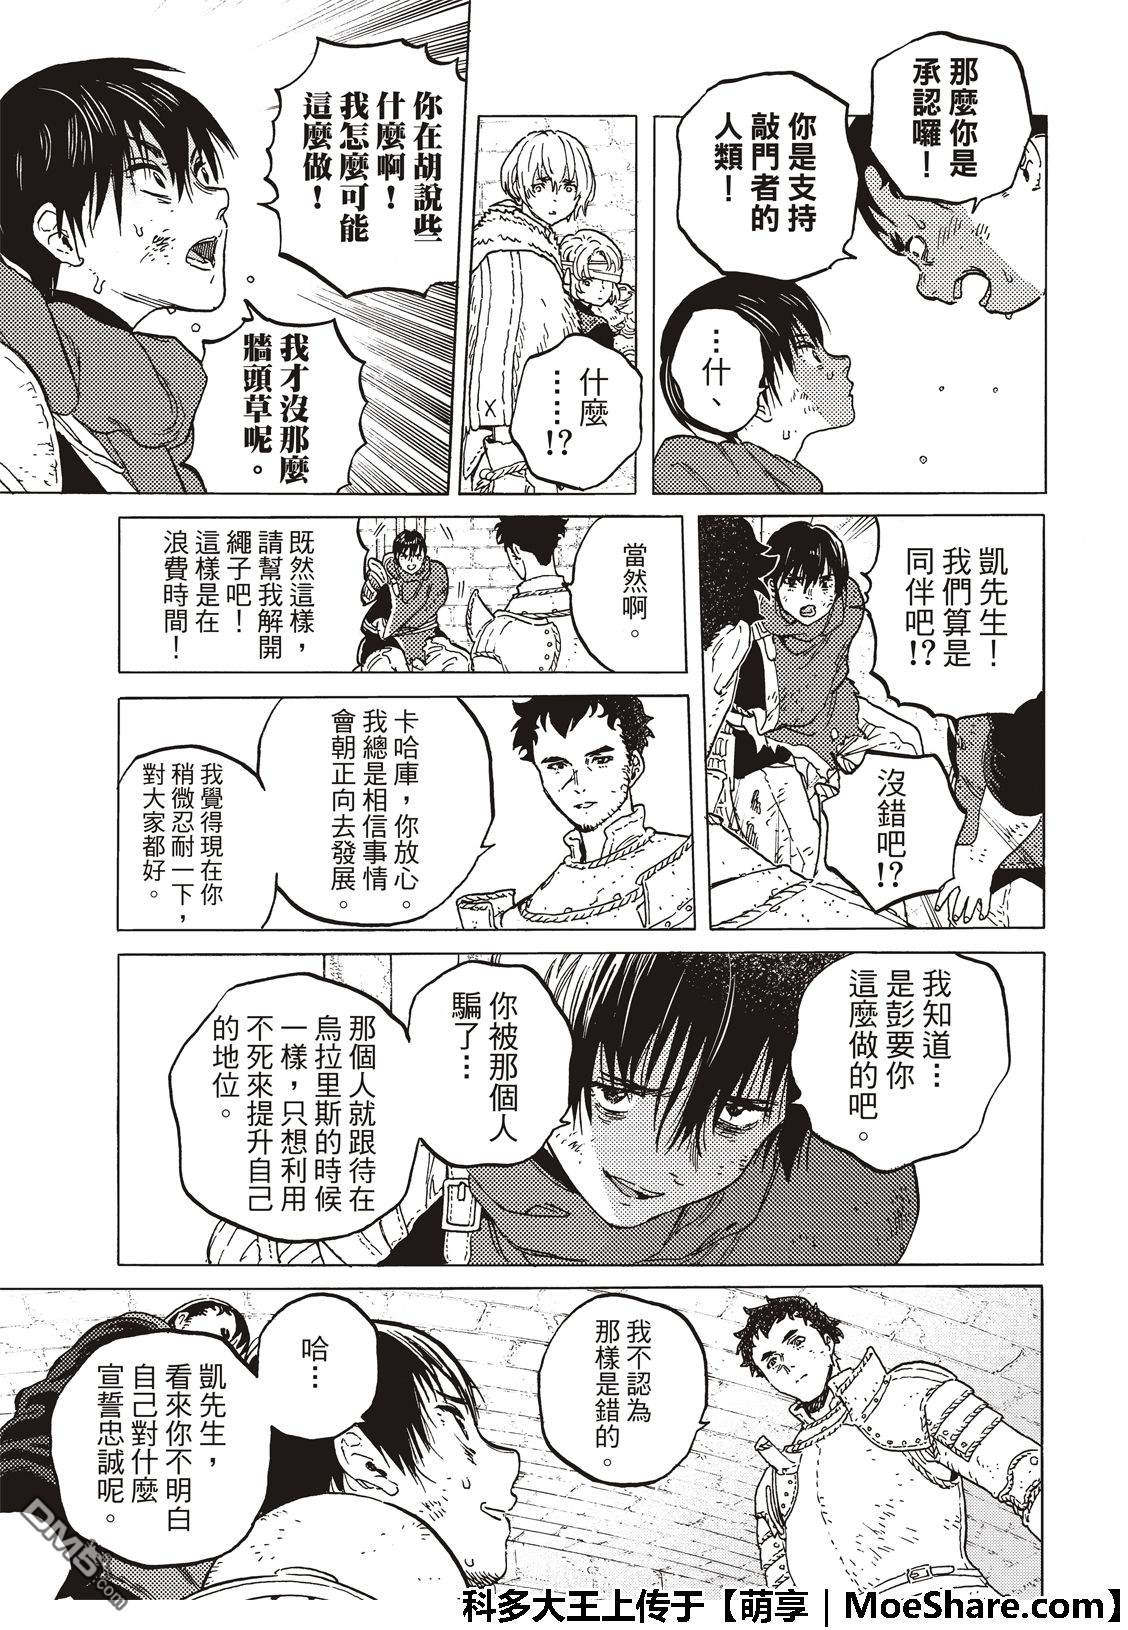 那麼你是
承認囉！
你是支持
敲門者的
人類！
…什、
什麼
……!?
你在胡說些
什麼啊！
我怎麼可能
這麼做！
我才沒那麼
牆頭草呢。
凱先生！
我們算是
同伴吧!?
沒錯吧!?
當然啊。
既然這樣，
請幫我解開
繩子吧！
這樣是在
浪費時間！
卡哈庫，你放心。
我總是相信事情
會朝正向去發展。
我覺得現在你
稍微忍耐一下，
對大家都好。
我知道…
是彭要你
這麼做的吧。
你被那個人
騙了…
那個人就跟待在
烏拉里斯的時候
一樣，只想利用
不死來提升自己
的地位。
我不認為
那樣是錯的。
哈…
凱先生，
看來你不明白
自己對什麼
宣誓忠誠呢。
DM5
科多大王上传于【萌享｜MoeShare.com】